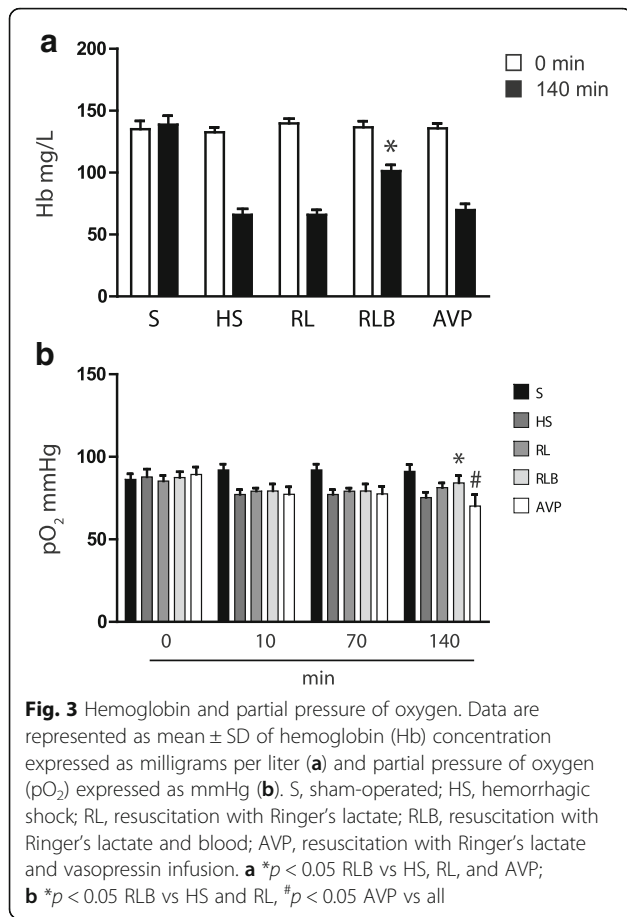 a
200
150
100
50
0
Hb mg/L
0 min
140 min
*
S HS RL RLB AVP
b
150
100
50
0
pO₂ mmHg
S
HS
RL
RLB
AVP
*
#
0 10 70 140
min
Fig. 3 Hemoglobin and partial pressure of oxygen. Data are
represented as mean ± SD of hemoglobin (Hb) concentration
expressed as milligrams per liter (a) and partial pressure of oxygen
(pO₂) expressed as mmHg (b). S, sham-operated; HS, hemorrhagic
shock; RL, resuscitation with Ringer's lactate; RLB, resuscitation with
Ringer's lactate and blood; AVP, resuscitation with Ringer's lactate
and vasopressin infusion. a *p < 0.05 RLB vs HS, RL, and AVP;
b *p < 0.05 RLB vs HS and RL, #p < 0.05 AVP vs all